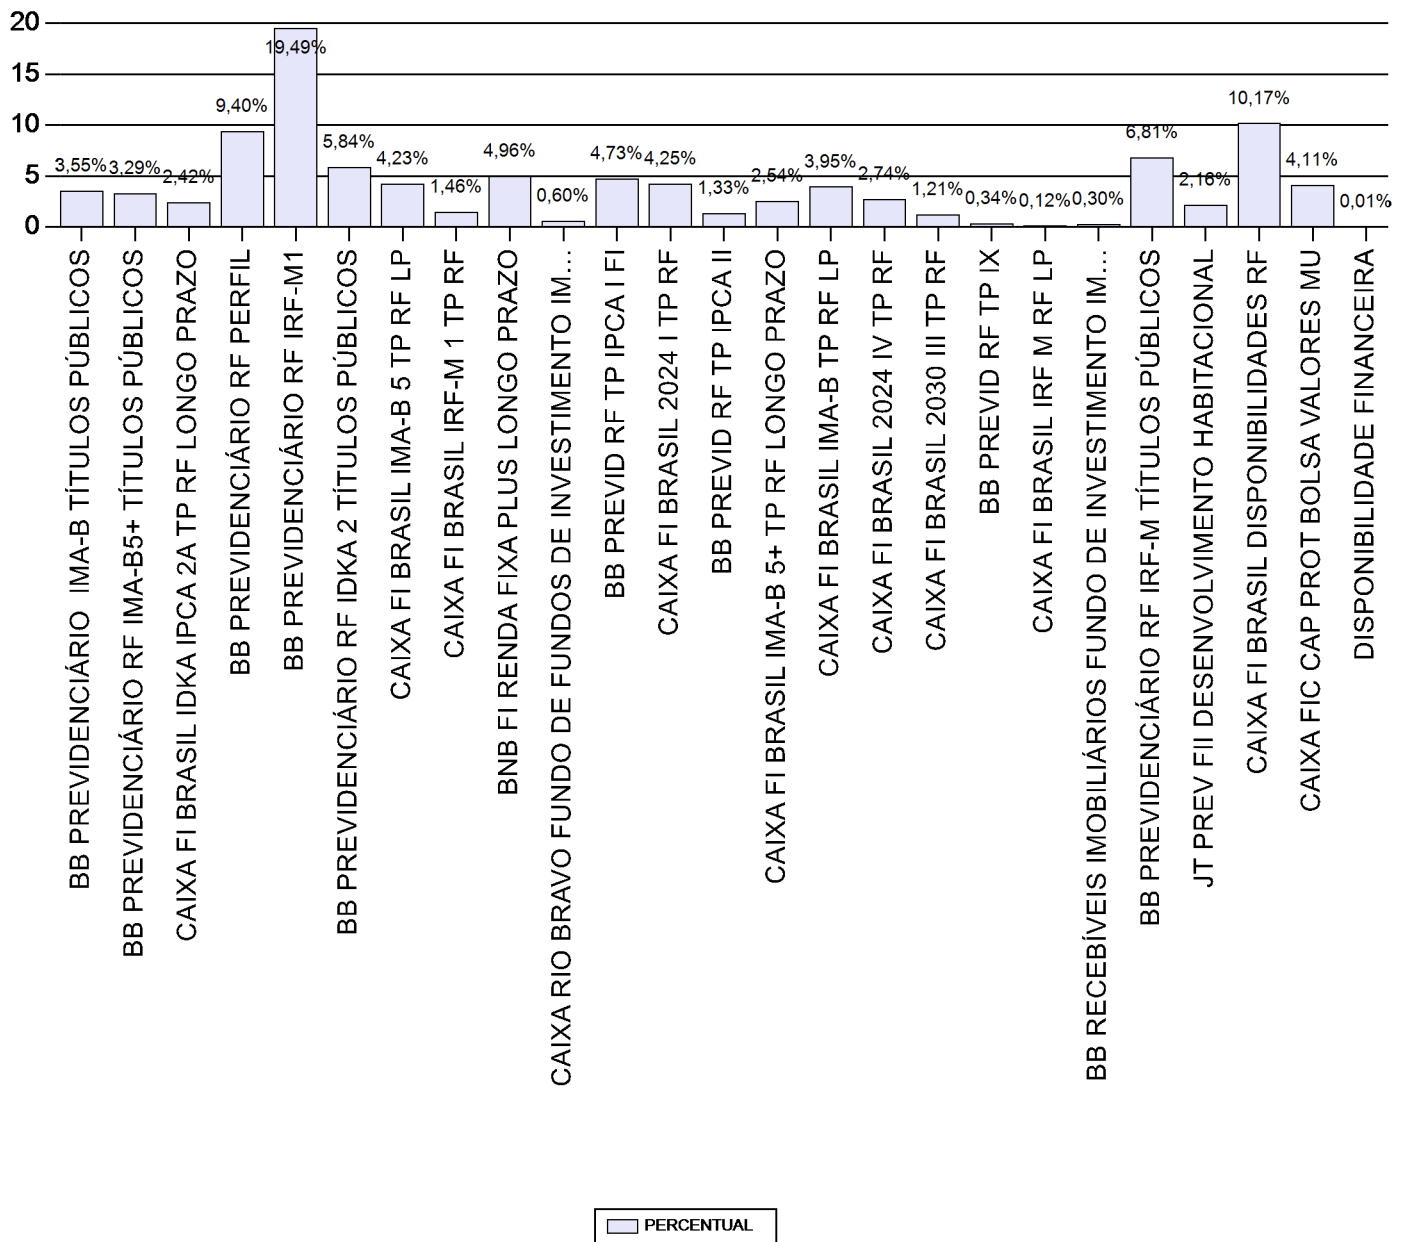 20
15
10
5
0
3,55%
3,29%
2,42%
9,40%
19,49%
5,84%
4,23%
1,46%
4,96%
0,60%
4,73%
4,25%
1,33%
2,54%
3,95%
2,74%
1,21%
0,34%
0,12%
0,30%
6,81%
2,16%
10,17%
4,11%
0,01%
BB PREVIDENCIÁRIO  IMA-B TÍTULOS PÚBLICOS
BB PREVIDENCIÁRIO RF IMA-B5+ TÍTULOS PÚBLICOS
CAIXA FI BRASIL IDKA IPCA 2A TP RF LONGO PRAZO
BB PREVIDENCIÁRIO RF PERFIL
BB PREVIDENCIÁRIO RF IRF-M1
BB PREVIDENCIÁRIO RF IDKA 2 TÍTULOS PÚBLICOS
CAIXA FI BRASIL IMA-B 5 TP RF LP
CAIXA FI BRASIL IRF-M 1 TP RF
BNB FI RENDA FIXA PLUS LONGO PRAZO
CAIXA RIO BRAVO FUNDO DE FUNDOS DE INVESTIMENTO IM...
BB PREVID RF TP IPCA I FI
CAIXA FI BRASIL 2024 I TP RF
BB PREVID RF TP IPCA II
CAIXA FI BRASIL IMA-B 5+ TP RF LONGO PRAZO
CAIXA FI BRASIL IMA-B TP RF LP
CAIXA FI BRASIL 2024 IV TP RF
CAIXA FI BRASIL 2030 III TP RF
BB PREVID RF TP IX
CAIXA FI BRASIL IRF M RF LP
BB RECEBÍVEIS IMOBILIÁRIOS FUNDO DE INVESTIMENTO IM...
BB PREVIDENCIÁRIO RF IRF-M TÍTULOS PÚBLICOS
JT PREV FII DESENVOLVIMENTO HABITACIONAL
CAIXA FI BRASIL DISPONIBILIDADES RF
CAIXA FIC CAP PROT BOLSA VALORES MU
DISPONIBILIDADE FINANCEIRA
PERCENTUAL